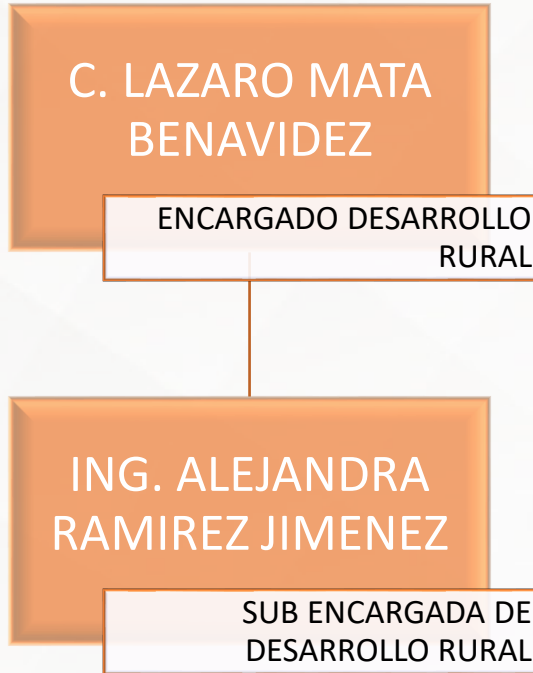 C. LAZARO MATA
BENAVIDEZ
ENCARGADO DESARROLLO
RURAL
ING. ALEJANDRA
RAMIREZ JIMENEZ
SUB ENCARGADA DE
DESARROLLO RURAL